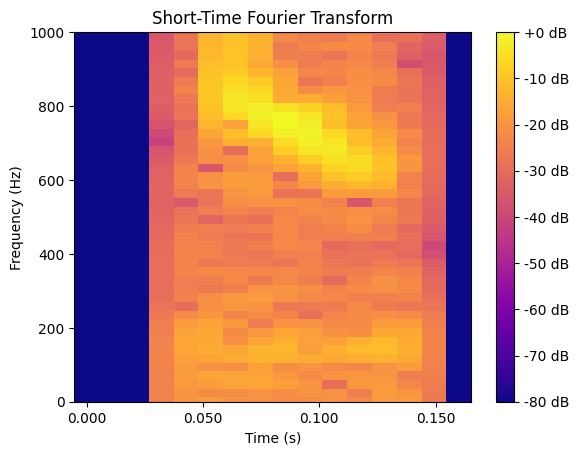 Short-Time Fourier Transform
1000
800
600
400
200
0
Frequency (Hz)
0.000
0.050
0.100
0.150
Time (s)
+0 dB
-10 dB
-20 dB
-30 dB
-40 dB
-50 dB
-60 dB
-70 dB
-80 dB